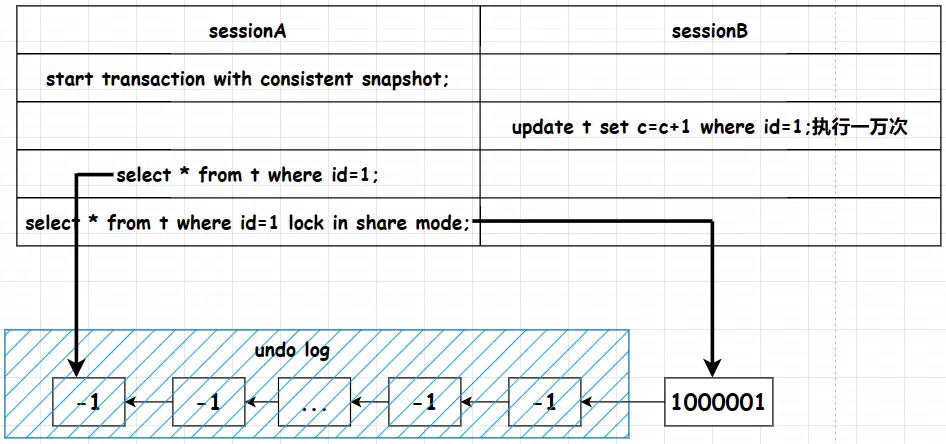 sessionA
sessionB
start transaction with consistent snapshot;
update t set c=c+1 where id=1;执行一万次
select * from t where id=1;
select * from t where id=1 lock in share mode;
undo log
-1
-1
...
-1
-1
1000001